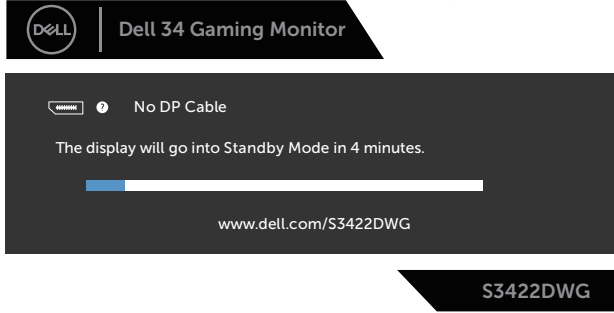 DELL
Dell 34 Gaming Monitor
? No DP Cable
The display will go into Standby Mode in 4 minutes.
www.dell.com/S3422DWG
S3422DWG